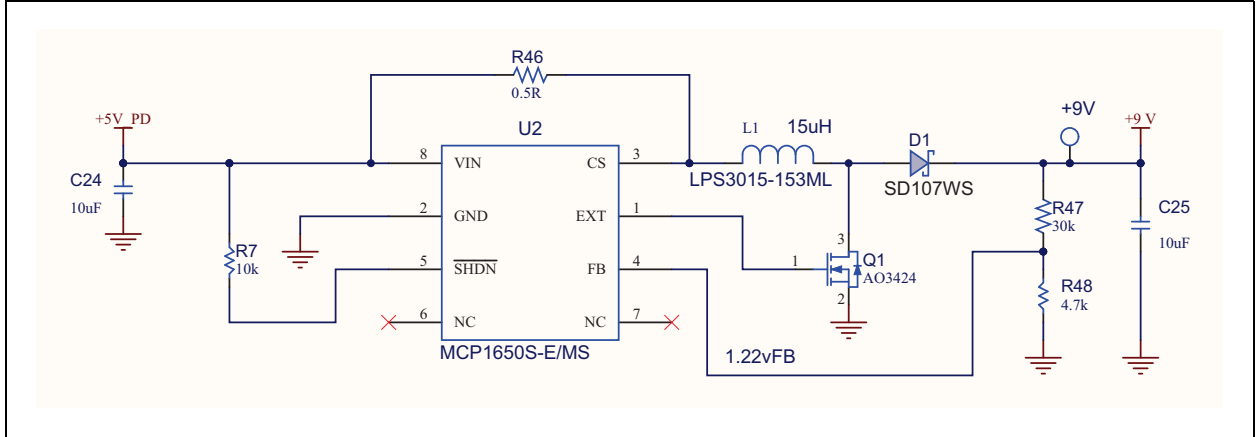 R46
0.5R
+5V_PD
U2
L1
15uH
D1
+9V
+9 V
8
VIN
CS
3
LPS3015-153ML
SD107WS
C24
10uF
2
GND
EXT
1
R47
30k
C25
10uF
R7
10k
3
1
Q1
AO3424
2
5
SHDN
FB
4
R48
4.7k
6
NC
NC
7
MCP1650S-E/MS
1.22vFB